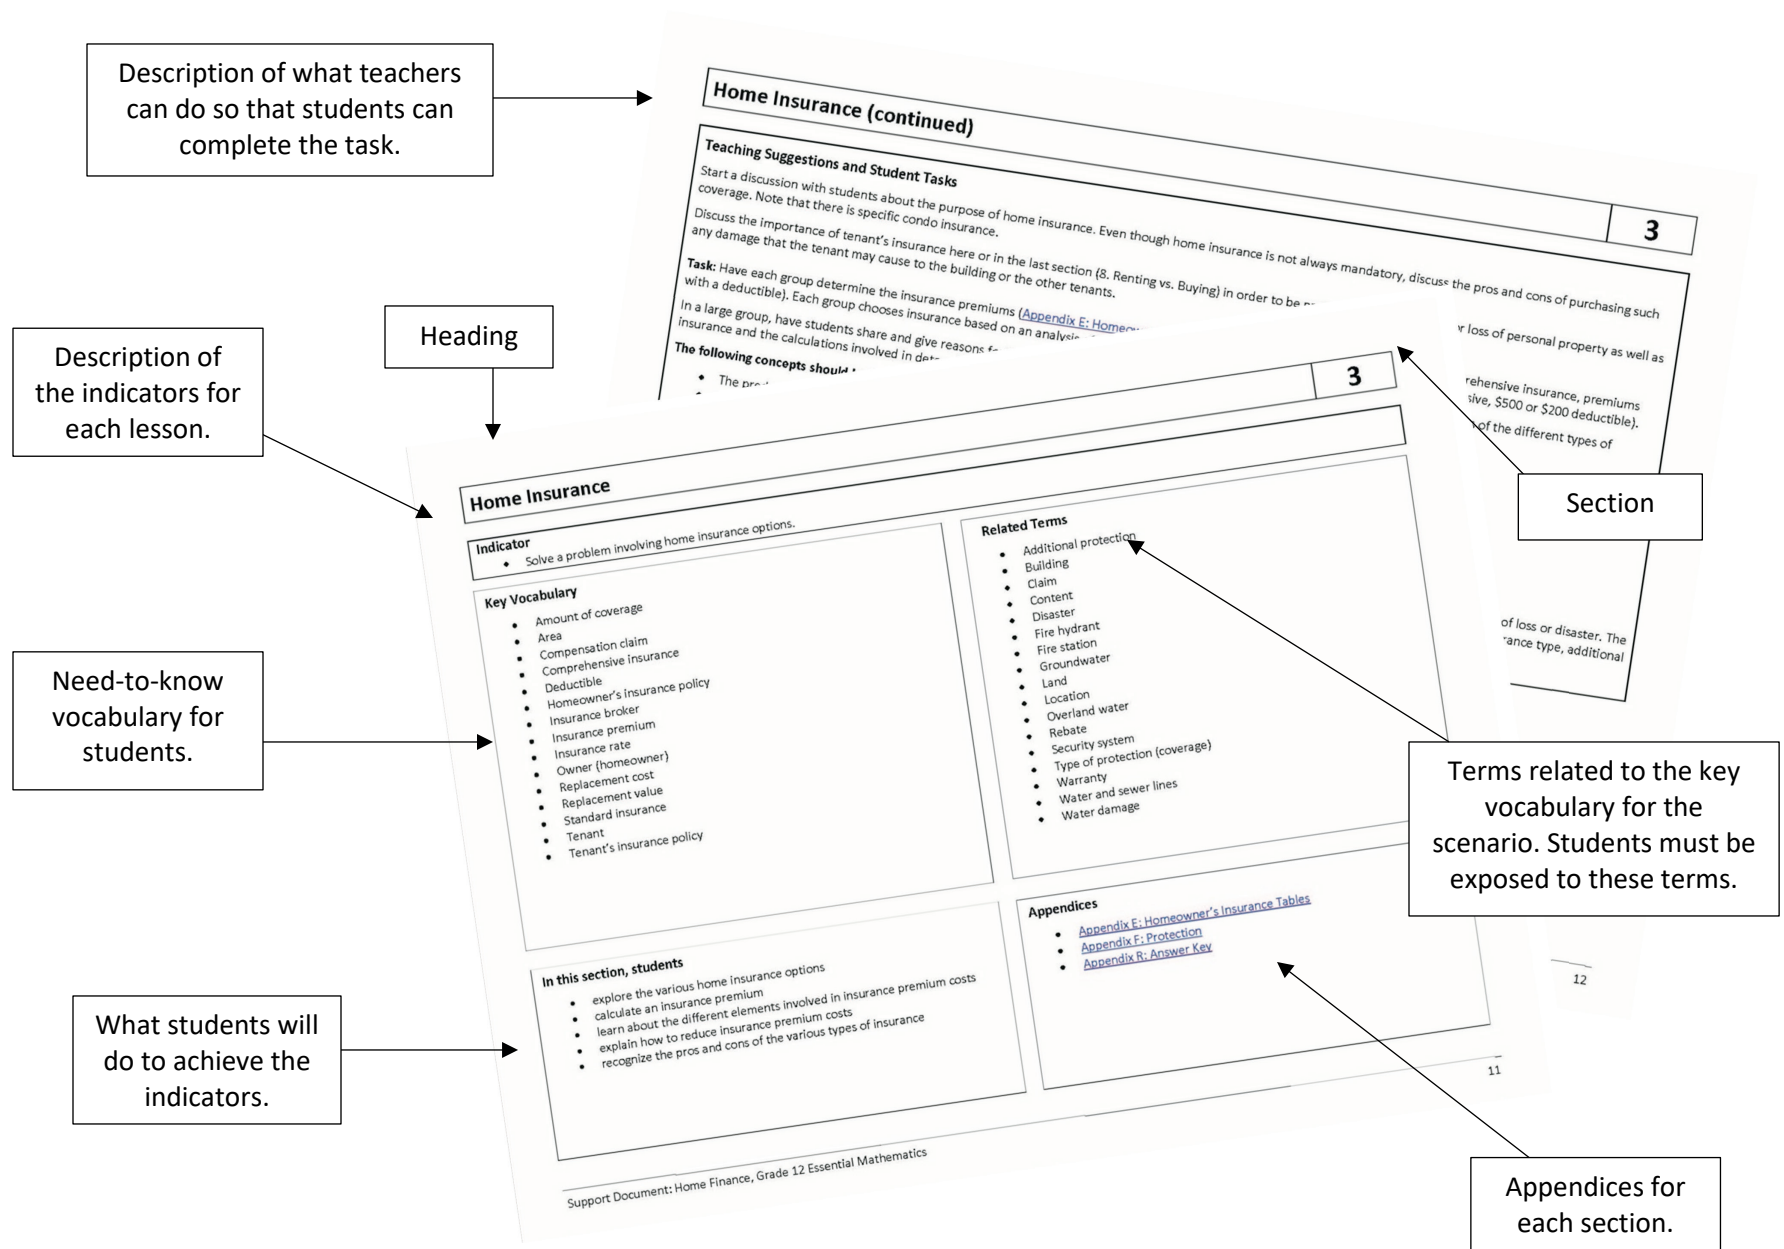 Description of what teachers
can do so that students can
complete the task.
Home Insurance (continued)
3
Teaching Suggestions and Student Tasks
Start a discussion with students about the purpose of home insurance. Even though home insurance is not always mandatory, discuss the pros and cons of purchasing such
coverage. Note that there is specific condo insurance.
Discuss the importance of tenant's insurance here or in the last section (8. Renting vs. Buying) in order to be
or loss of personal property as well as
any damage that the tenant may cause to the building or the other tenants.
Task: Have each group determine the insurance premiums (Appendix E:
rehensive insurance, premiums
with a deductible). Each group chooses insurance based on an analysis
sive, $500 or $200 deductible).
In a large group, have students share and give reasons
of the different types of
insurance and the calculations involved in
The following concepts should
• The
of loss or disaster. The
rance type, additional
12
Heading
Description of
the indicators for
each lesson.
Section
3
Home Insurance
Indicator
• Solve a problem involving home insurance options.
Key Vocabulary
• Amount of coverage
• Area
• Compensation claim
• Comprehensive insurance
• Deductible
• Homeowner's insurance policy
• Insurance broker
• Insurance premium
• Insurance rate
• Owner (homeowner)
• Replacement cost
• Replacement value
• Standard insurance
• Tenant
• Tenant's insurance policy
Related Terms
• Additional protection
• Building
• Claim
• Content
• Disaster
• Fire hydrant
• Fire station
• Groundwater
• Land
• Location
• Overland water
• Rebate
• Security system
• Type of protection (coverage)
• Warranty
• Water and sewer lines
• Water damage
Need-to-know
vocabulary for
students.
Terms related to the key
vocabulary for the
scenario. Students must be
exposed to these terms.
In this section, students
• explore the various home insurance options
• calculate an insurance premium
• learn about the different elements involved in insurance premium costs
• explain how to reduce insurance premium costs
• recognize the pros and cons of the various types of insurance
Appendices
• Appendix E: Homeowner's Insurance Tables
• Appendix F: Protection
• Appendix R: Answer Key
What students will
do to achieve the
indicators.
11
Support Document: Home Finance, Grade 12 Essential Mathematics
Appendices for
each section.